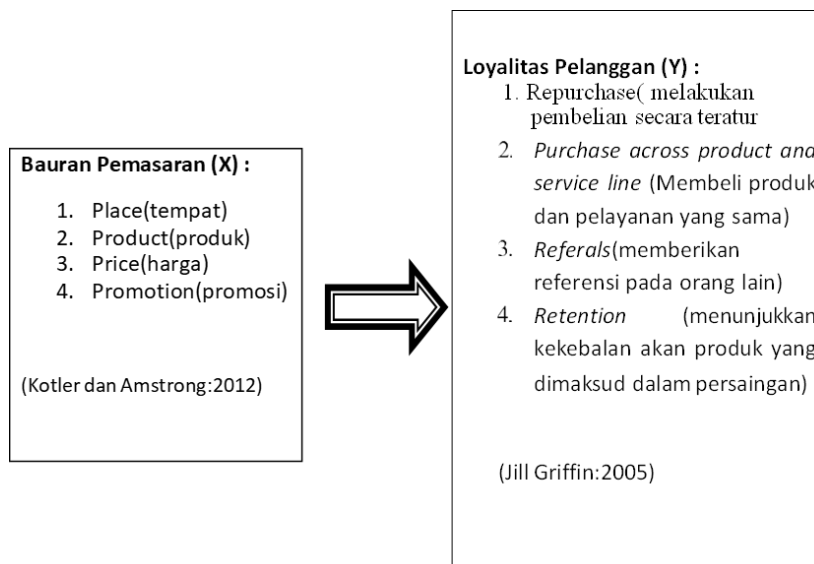 Bauran Pemasaran (X) :
1. Place(tempat)
2. Product(produk)
3. Price(harga)
4. Promotion(promosi)
(Kotler dan Amstrong:2012)
Loyalitas Pelanggan (Y) :
1. Repurchase( melakukan
pembelian secara teratur
2. Purchase across product and
service line (Membeli produk
dan pelayanan yang sama)
3. Referals(memberikan
referensi pada orang lain)
4. Retention (menunjukkan
kekebalan akan produk yang
dimaksud dalam persaingan)
(Jill Griffin:2005)